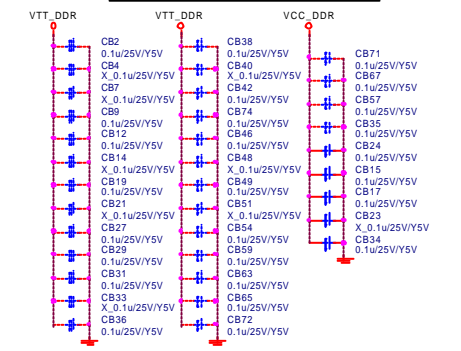 VTT_DDR
CB2
0.1u/25V/Y5V
CB4
X_0.1u/25V/Y5V
CB7
X_0.1u/25V/Y5V
CB9
0.1u/25V/Y5V
CB12
0.1u/25V/Y5V
CB14
X_0.1u/25V/Y5V
CB19
0.1u/25V/Y5V
CB21
X_0.1u/25V/Y5V
CB27
0.1u/25V/Y5V
CB29
0.1u/25V/Y5V
CB31
0.1u/25V/Y5V
CB33
X_0.1u/25V/Y5V
CB36
0.1u/25V/Y5V
VTT_DDR
CB38
0.1u/25V/Y5V
CB40
X_0.1u/25V/Y5V
CB42
0.1u/25V/Y5V
CB74
0.1u/25V/Y5V
CB46
0.1u/25V/Y5V
CB48
X_0.1u/25V/Y5V
CB49
0.1u/25V/Y5V
CB51
X_0.1u/25V/Y5V
CB54
0.1u/25V/Y5V
CB59
0.1u/25V/Y5V
CB63
0.1u/25V/Y5V
CB65
0.1u/25V/Y5V
CB72
0.1u/25V/Y5V
VCC_DDR
CB71
0.1u/25V/Y5V
CB67
0.1u/25V/Y5V
CB57
0.1u/25V/Y5V
CB35
0.1u/25V/Y5V
CB24
0.1u/25V/Y5V
CB15
0.1u/25V/Y5V
CB17
0.1u/25V/Y5V
CB23
X_0.1u/25V/Y5V
CB34
0.1u/25V/Y5V